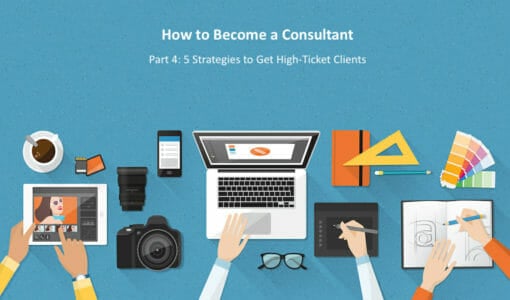 How to Become a Consultant
Part 4: 5 Strategies to Get High-Ticket Clients